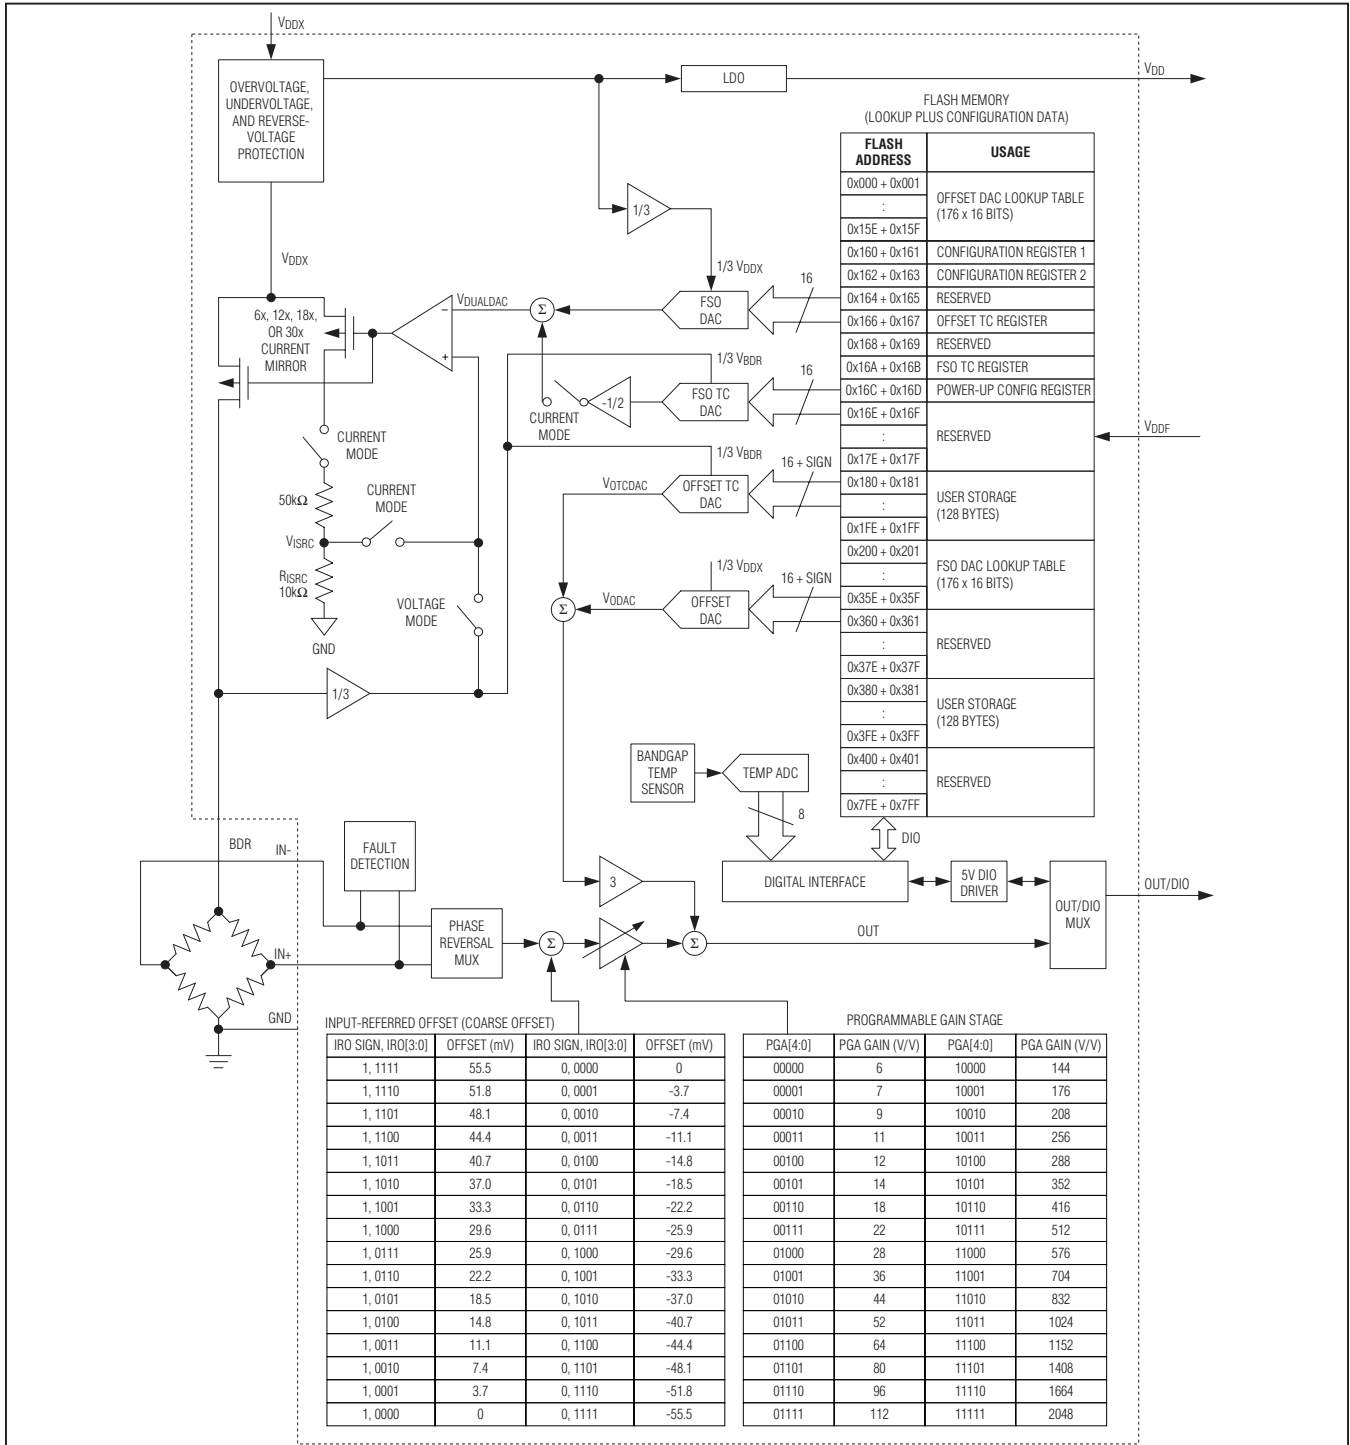 VDDX
OVERVOLTAGE,
UNDERVOLTAGE,
AND REVERSE-
VOLTAGE
PROTECTION
LDO
VDD
FLASH MEMORY
(LOOKUP PLUS CONFIGURATION DATA)
FLASH ADDRESS USAGE
0x000 + 0x001
:
0x15E + 0x15F
OFFSET DAC LOOKUP TABLE
(176 x 16 BITS)
0x160 + 0x161 CONFIGURATION REGISTER 1
0x162 + 0x163 CONFIGURATION REGISTER 2
0x164 + 0x165 RESERVED
0x166 + 0x167 OFFSET TC REGISTER
0x168 + 0x169 RESERVED
0x16A + 0x16B FSO TC REGISTER
0x16C + 0x16D POWER-UP CONFIG REGISTER
0x16E + 0x16F
:
0x17E + 0x17F
RESERVED
0x180 + 0x181
:
0x1FE + 0x1FF
USER STORAGE
(128 BYTES)
0x200 + 0x201
:
0x35E + 0x35F
FSO DAC LOOKUP TABLE
(176 x 16 BITS)
0x360 + 0x361
:
0x37E + 0x37F
RESERVED
0x380 + 0x381
:
0x3FE + 0x3FF
USER STORAGE
(128 BYTES)
0x400 + 0x401
:
0x7FE + 0x7FF
RESERVED
VDDF
1/3
1/3 VDDX
16
FSO
DAC
Σ
VDUALDAC
VDDX
6x, 12x, 18x,
OR 30x
CURRENT
MIRROR
−
+
1/3 VBDR
16
FSO TC
DAC
-1/2
CURRENT
MODE
CURRENT
MODE
50kΩ
CURRENT
MODE
VISRC
RISRC
10kΩ
GND
VOLTAGE
MODE
1/3
1/3 VBDR
16 + SIGN
OFFSET TC
DAC
VOTCDAC
1/3 VDDX
16 + SIGN
OFFSET
DAC
VODAC
Σ
BANDGAP
TEMP
SENSOR
TEMP ADC
8
DIO
DIGITAL INTERFACE
5V DIO
DRIVER
OUT/DIO
MUX
OUT/DIO
BDR
IN-
FAULT
DETECTION
IN+
GND
PHASE
REVERSAL
MUX
Σ
3
Σ
OUT
INPUT-REFERRED OFFSET (COARSE OFFSET)
IRO SIGN, IRO[3:0] OFFSET (mV) IRO SIGN, IRO[3:0] OFFSET (mV)
1, 1111 55.5 0, 0000 0
1, 1110 51.8 0, 0001 -3.7
1, 1101 48.1 0, 0010 -7.4
1, 1100 44.4 0, 0011 -11.1
1, 1011 40.7 0, 0100 -14.8
1, 1010 37.0 0, 0101 -18.5
1, 1001 33.3 0, 0110 -22.2
1, 1000 29.6 0, 0111 -25.9
1, 0111 25.9 0, 1000 -29.6
1, 0110 22.2 0, 1001 -33.3
1, 0101 18.5 0, 1010 -37.0
1, 0100 14.8 0, 1011 -40.7
1, 0011 11.1 0, 1100 -44.4
1, 0010 7.4 0, 1101 -48.1
1, 0001 3.7 0, 1110 -51.8
1, 0000 0 0, 1111 -55.5
PROGRAMMABLE GAIN STAGE
PGA[4:0] PGA GAIN (V/V) PGA[4:0] PGA GAIN (V/V)
00000 6 10000 144
00001 7 10001 176
00010 9 10010 208
00011 11 10011 256
00100 12 10100 288
00101 14 10101 352
00110 18 10110 416
00111 22 10111 512
01000 28 11000 576
01001 36 11001 704
01010 44 11010 832
01011 52 11011 1024
01100 64 11100 1152
01101 80 11101 1408
01110 96 11110 1664
01111 112 11111 2048